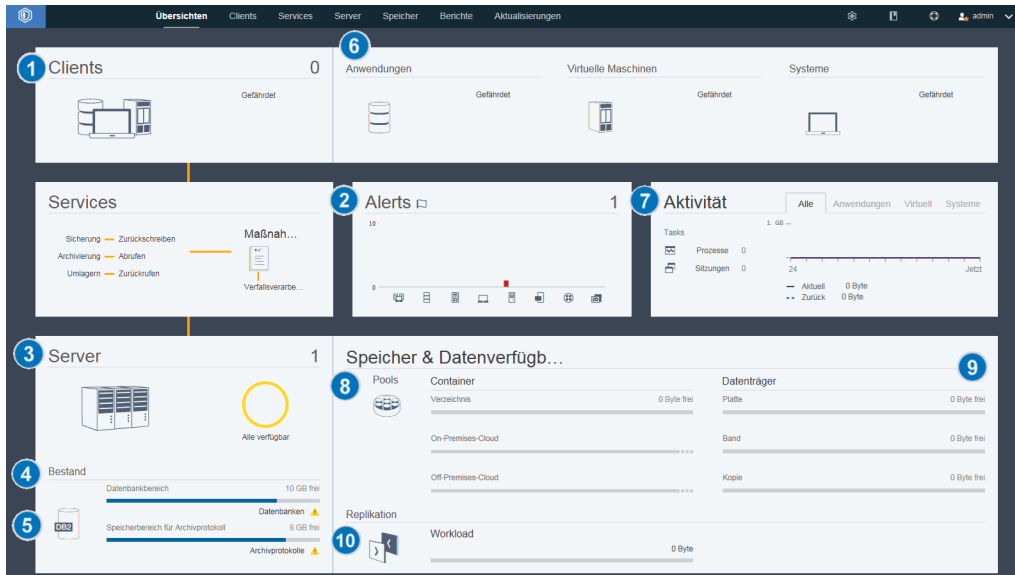 Übersichten Clients Services Server Speicher Berichte Aktualisierungen admin
1 Clients 0
Gefährdet
6
Anwendungen Virtuelle Maschinen Systeme
Gefährdet Gefährdet Gefährdet
Services
Sicherung Zurückschreiben
Archivierung Abrufen
Umlagern Zurückrufen
Maßnah...
Verfallsverarbe...
2 Alerts 1
10
0
7 Aktivität Alle Anwendungen Virtuell Systeme
1 GB
Tasks
Prozesse 0
Sitzungen 0
24 Jetzt
Aktuell 0 Byte
Zurück 0 Byte
3 Server 1
Alle verfügbar
4 Bestand
Datenbankbereich 10 GB frei
Datenbanken
5 DB2
Speicherbereich für Archivprotokoll 8 GB frei
Archivprotokolle
Speicher & Datenverfügb...
9
8 Pools Container Datenträger
Verzeichnis 0 Byte frei Platte 0 Byte frei
On-Premises-Cloud Band 0 Byte frei
Off-Premises-Cloud Kopie 0 Byte frei
Replikation
10 Workload
0 Byte